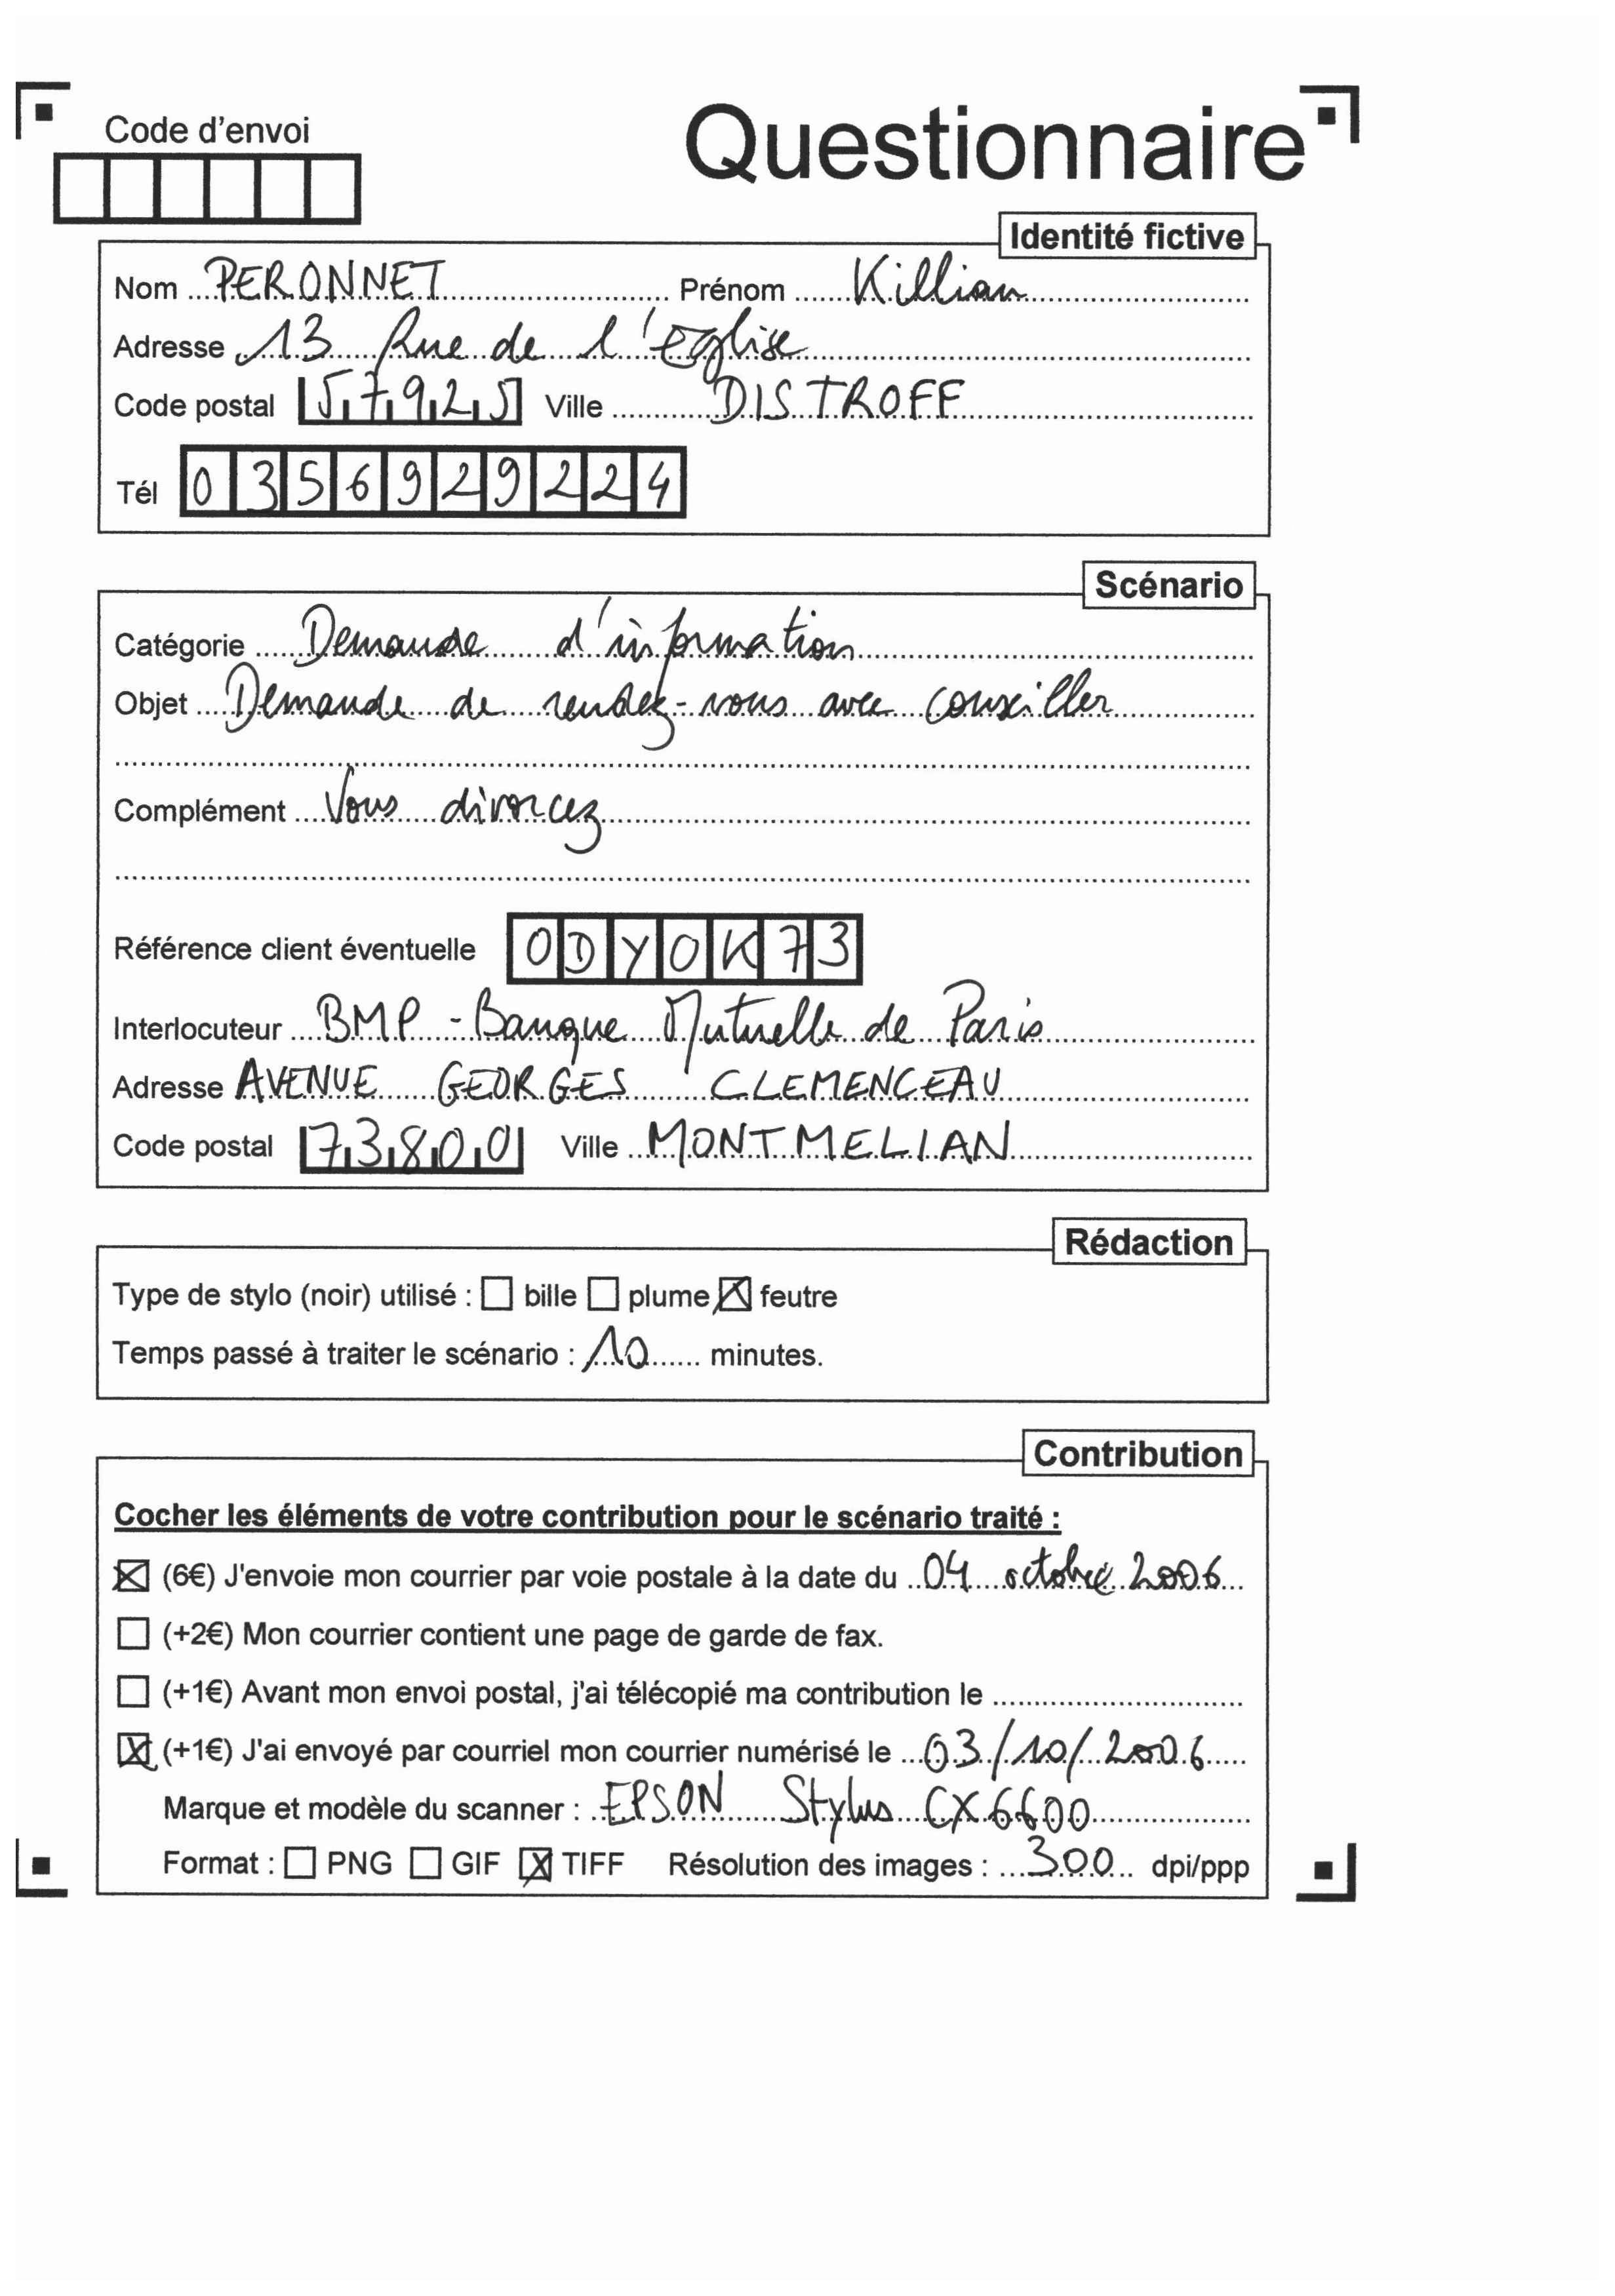 Code d'envoi
Questionnaire
Identité fictive
Nom PERONNET Prénom Killian
Adresse 13 Rue de l'Eglise
Code postal 57925 Ville DISTROFF
Tél 0356929224
Scénario
Catégorie Demande d'information
Objet Demande de rendez-vous avec conseiller
Complément Vous divorcez
Référence client éventuelle ODYOK73
Interlocuteur BMP - Banque Mutuelle de Paris
Adresse AVENUE GEORGES CLEMENCEAU
Code postal 73800 Ville MONTMELIAN
Rédaction
Type de stylo (noir) utilisé : bille plume feutre
Temps passé à traiter le scénario : 10 minutes.
Contribution
Cocher les éléments de votre contribution pour le scénario traité :
(6€) J'envoie mon courrier par voie postale à la date du 04 octobre 2006
(+2€) Mon courrier contient une page de garde de fax.
(+1€) Avant mon envoi postal, j'ai télécopié ma contribution le
(+1€) J'ai envoyé par courriel mon courrier numérisé le 03/10/2006
Marque et modèle du scanner : EPSON Stylus CX6600
Format : PNG GIF TIFF Résolution des images : 300 dpi/ppp